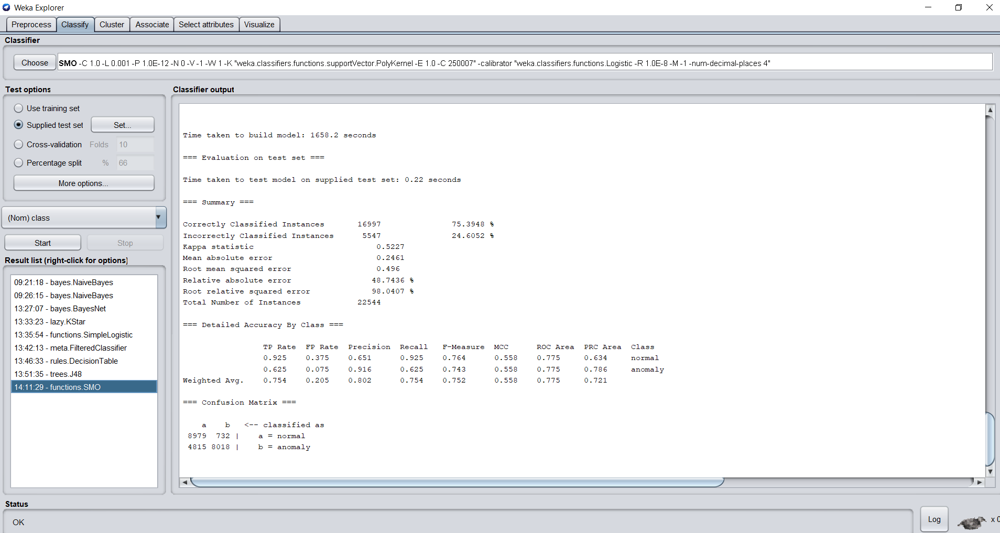 Weka Explorer
Preprocess Classify Cluster Associate Select attributes Visualize
Classifier
Choose SMO -C 1.0 -L 0.001 -P 1.0E-12 -N 0 -V -1 -W 1 -K "weka.classifiers.functions.supportVector.PolyKernel -E 1.0 -C 250007" -calibrator "weka.classifiers.functions.Logistic -R 1.0E-8 -M -1 -num-decimal-places 4"
Test options
Use training set
Supplied test set Set...
Cross-validation Folds 10
Percentage split % 66
More options...
(Nom) class
Start Stop
Result list (right-click for options)
09:21:18 - bayes.NaiveBayes
09:26:15 - bayes.NaiveBayes
13:27:07 - bayes.BayesNet
13:33:23 - lazy.KStar
13:35:54 - functions.SimpleLogistic
13:42:13 - meta.FilteredClassifier
13:46:33 - rules.DecisionTable
13:51:35 - trees.J48
14:11:29 - functions.SMO
Classifier output
Time taken to build model: 1658.2 seconds
=== Evaluation on test set ===
Time taken to test model on supplied test set: 0.22 seconds
=== Summary ===
Correctly Classified Instances 16997 75.3948 %
Incorrectly Classified Instances 5547 24.6052 %
Kappa statistic 0.5227
Mean absolute error 0.2461
Root mean squared error 0.496
Relative absolute error 48.7436 %
Root relative squared error 98.0407 %
Total Number of Instances 22544
=== Detailed Accuracy By Class ===
TP Rate FP Rate Precision Recall F-Measure MCC ROC Area PRC Area Class
0.925 0.375 0.651 0.925 0.764 0.558 0.775 0.634 normal
0.625 0.075 0.916 0.625 0.743 0.558 0.775 0.786 anomaly
Weighted Avg. 0.754 0.205 0.802 0.754 0.752 0.558 0.775 0.721
=== Confusion Matrix ===
a b <-- classified as
8979 732 | a = normal
4815 8018 | b = anomaly
Status
OK
Log x 0